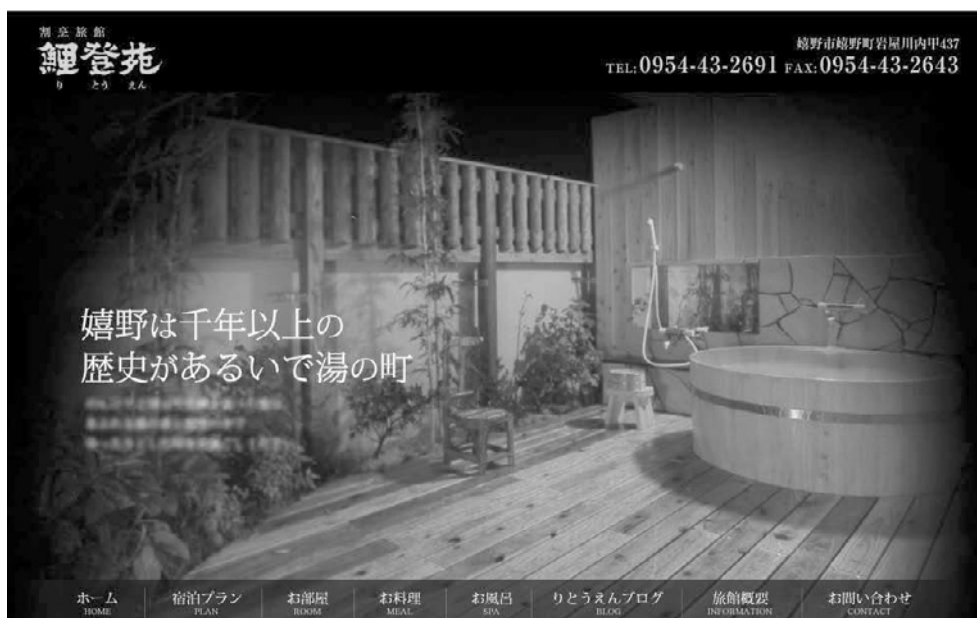 割烹旅館
鯉登苑
りとうえん
嬉野市嬉野町岩屋川内甲437
TEL:0954-43-2691 FAX:0954-43-2643
嬉野は千年以上の
歴史があるいで湯の町
ホーム 宿泊プラン お部屋 お料理 お風呂 りとうえんブログ 旅館概要 お問い合わせ
HOME PLAN ROOM MEAL SPA BLOG INFORMATION CONTACT